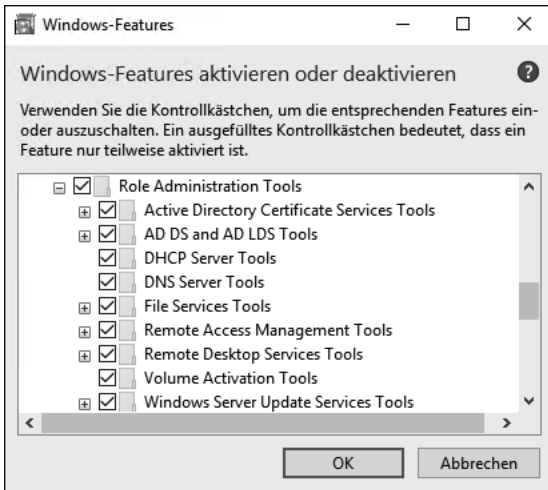 Windows-Features
Windows-Features aktivieren oder deaktivieren
Verwenden Sie die Kontrollkästchen, um die entsprechenden Features ein-
oder auszuschalten. Ein ausgefülltes Kontrollkästchen bedeutet, dass ein
Feature nur teilweise aktiviert ist.
Role Administration Tools
Active Directory Certificate Services Tools
AD DS and AD LDS Tools
DHCP Server Tools
DNS Server Tools
File Services Tools
Remote Access Management Tools
Remote Desktop Services Tools
Volume Activation Tools
Windows Server Update Services Tools
OK Abbrechen